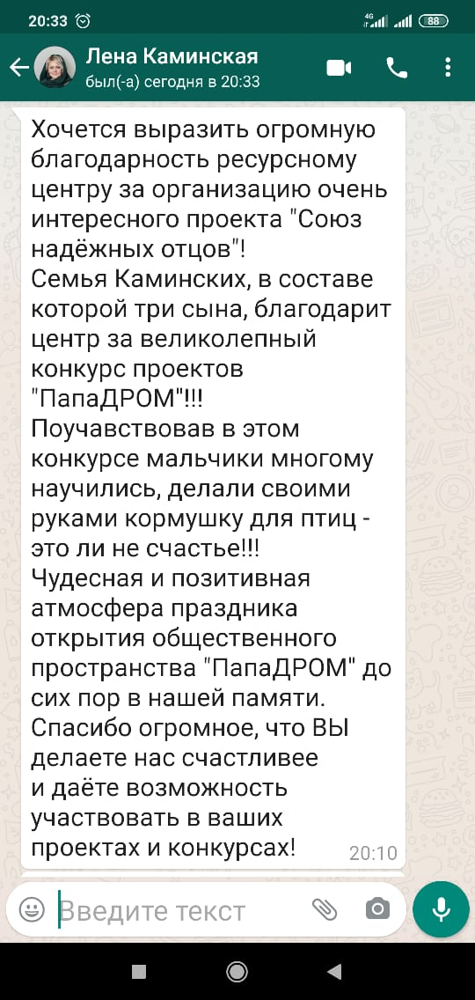 20:33
4G
88
Лена Каминская
был(-а) сегодня в 20:33
Хочется выразить огромную
благодарность ресурсному
центру за организацию очень
интересного проекта "Союз
надёжных отцов"!
Семья Каминских, в составе
которой три сына, благодарит
центр за великолепный
конкурс проектов
"ПапаДРОМ"!!!
Поучавствовав в этом
конкурсе мальчики многому
научились, делали своими
руками кормушку для птиц -
это ли не счастье!!!
Чудесная и позитивная
атмосфера праздника
открытия общественного
пространства "ПапаДРОМ" до
сих пор в нашей памяти.
Спасибо огромное, что ВЫ
делаете нас счастливее
и даёте возможность
участвовать в ваших
проектах и конкурсах!
20:10
Введите текст